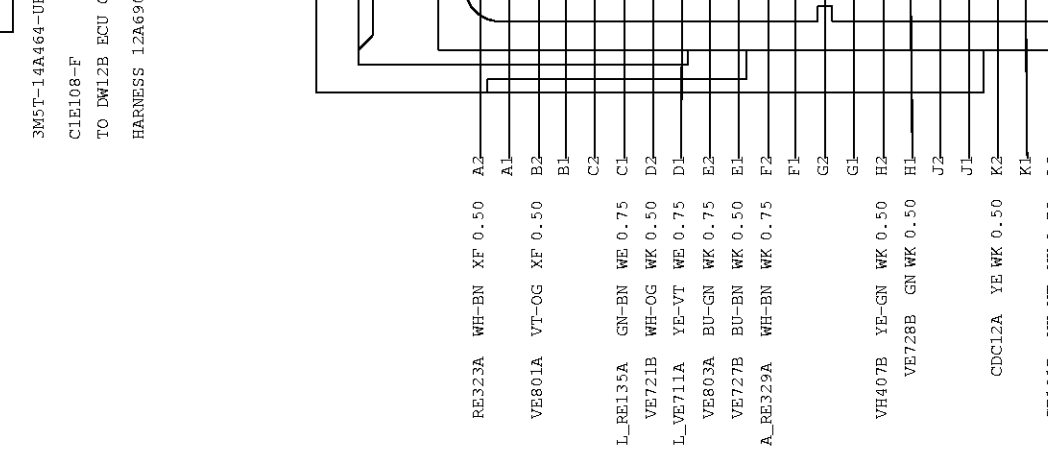 3M5T-14A464-U
C1E108-F
TO DW12B ECU
HARNESS 12A690
A2
A1
B2
B1
C2
C1
D2
D1
E2
E1
F2
F1
G2
G1
H2
H1
J2
J1
K2
K1
RE323A WH-BN XF 0.50
VE801A VT-OG XF 0.50
L_RE135A GN-BN WE 0.75
VE721B WH-OG WK 0.50
L_VE711A YE-VT WE 0.75
VE803A BU-GN WK 0.75
VE727B BU-BN WK 0.50
A_RE329A WH-BN WK 0.75
VH407B YE-GN WK 0.50
VE728B GN WK 0.50
CDC12A YE WK 0.50